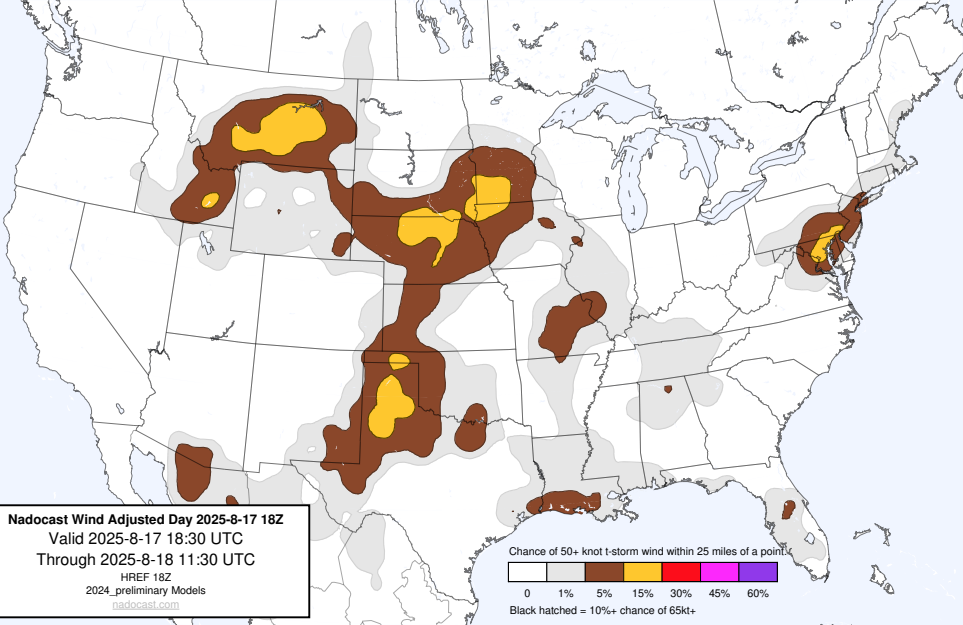 Nadocast Wind Adjusted Day 2025-8-17 18Z
Valid 2025-8-17 18:30 UTC
Through 2025-8-18 11:30 UTC
HREF 18Z
2024_preliminary Models
nadocast.com
Chance of 50+ knot t-storm wind within 25 miles of a point.
0 1% 5% 15% 30% 45% 60%
Black hatched = 10%+ chance of 65kt+